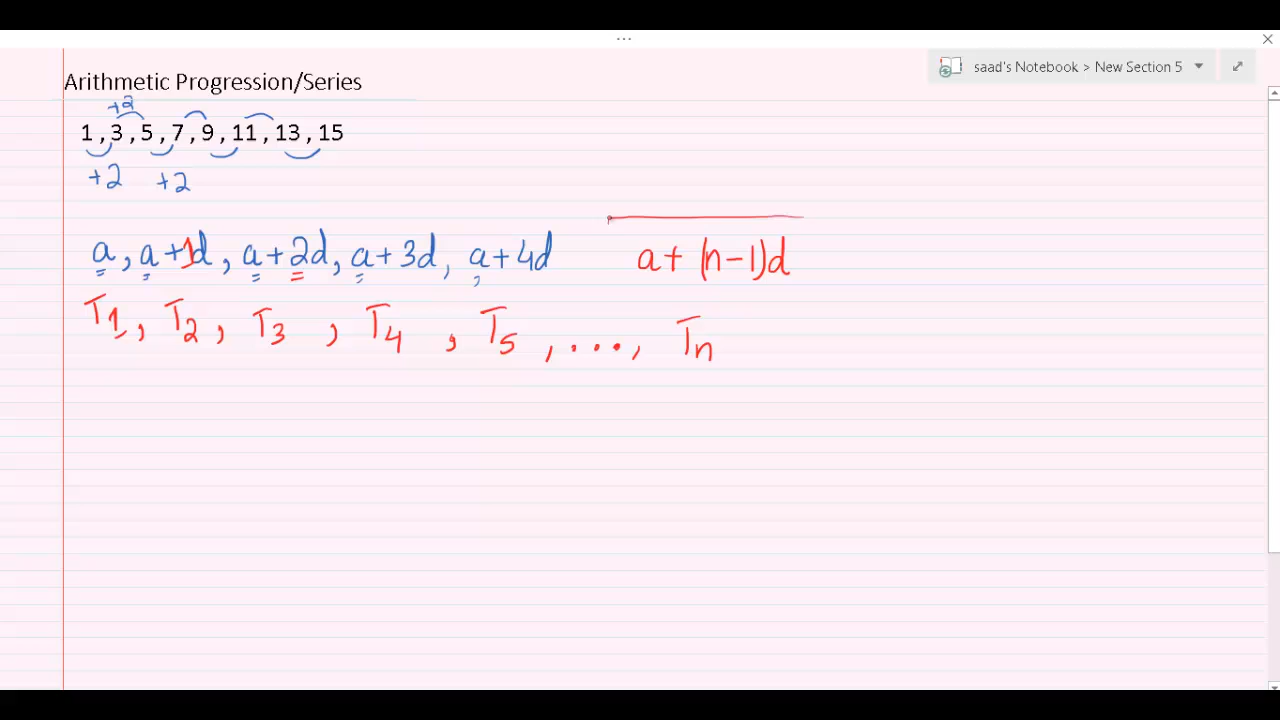 ...
saad's Notebook > New Section 5
Arithmetic Progression/Series
+2
1 , 3 , 5 , 7 , 9 , 11 , 13 , 15
+2 +2
a, a+1d, a+2d, a+3d, a+4d a+(n-1)d
T1, T2, T3, T4, T5, ..., Tn